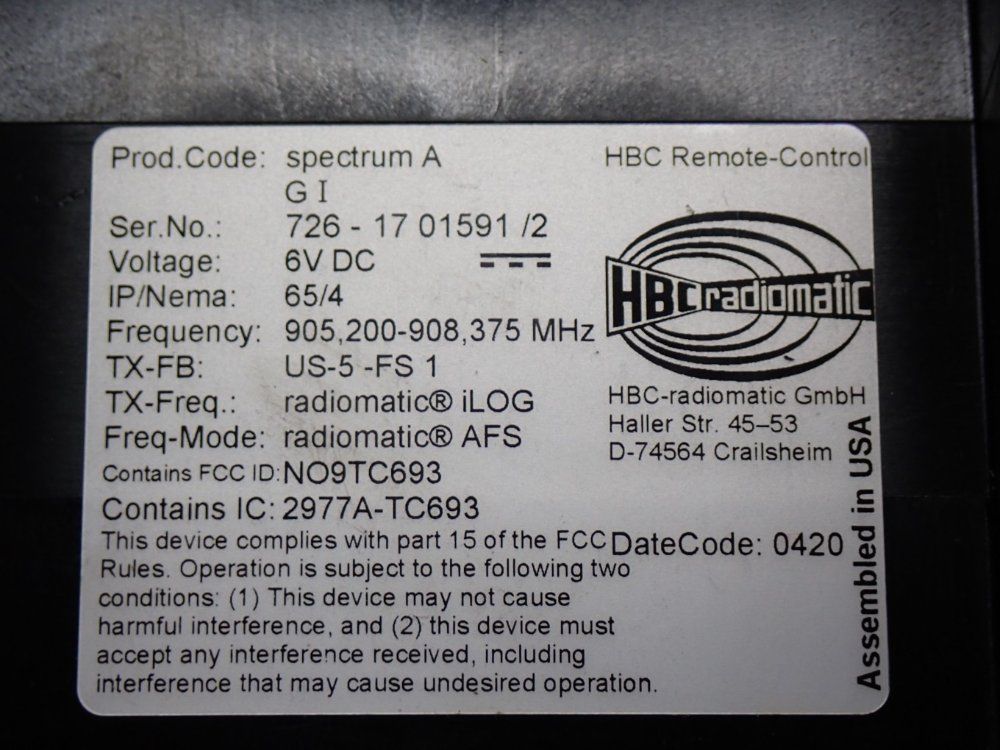 Prod.Code: spectrum A
G I
Ser.No.: 726 - 17 01591 /2
Voltage: 6V DC
IP/Nema: 65/4
Frequency: 905,200-908,375 MHz
TX-FB: US-5 -FS 1
TX-Freq.: radiomatic® iLOG
Freq-Mode: radiomatic® AFS
Contains FCC ID: NO9TC693
Contains IC: 2977A-TC693
This device complies with part 15 of the FCC
Rules. Operation is subject to the following two
conditions: (1) This device may not cause
harmful interference, and (2) this device must
accept any interference received, including
interference that may cause undesired operation.
HBC Remote-Control
HBC radiomatic
HBC-radiomatic GmbH
Haller Str. 45–53
D-74564 Crailsheim
DateCode: 0420
Assembled in USA